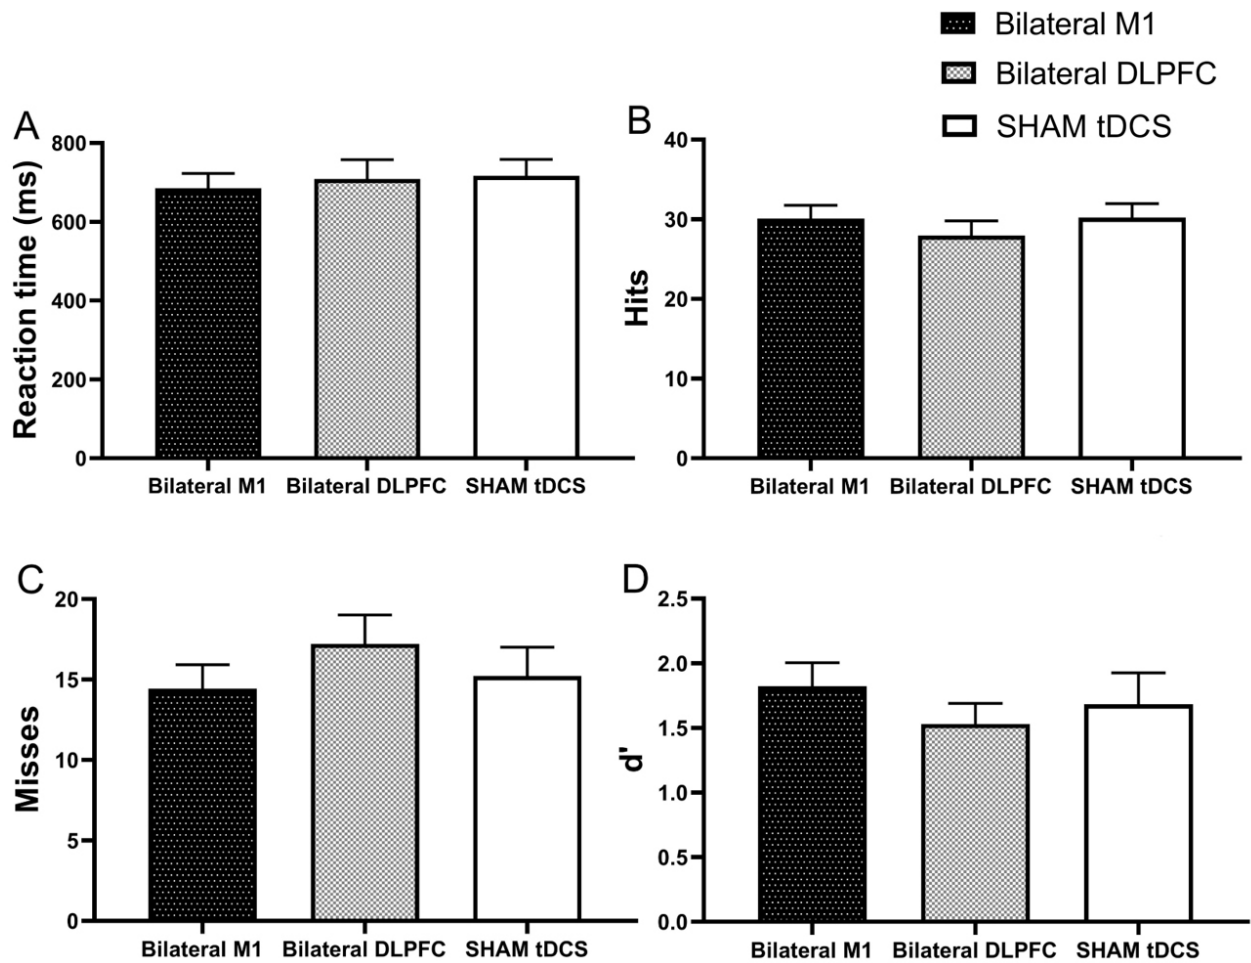 Bilateral M1
Bilateral DLPFC
SHAM tDCS
A
Reaction time (ms)
800
600
400
200
0
Bilateral M1 Bilateral DLPFC SHAM tDCS
B
Hits
40
30
20
10
0
Bilateral M1 Bilateral DLPFC SHAM tDCS
C
Misses
20
15
10
5
0
Bilateral M1 Bilateral DLPFC SHAM tDCS
D
d'
2.5
2.0
1.5
1.0
0.5
0.0
Bilateral M1 Bilateral DLPFC SHAM tDCS